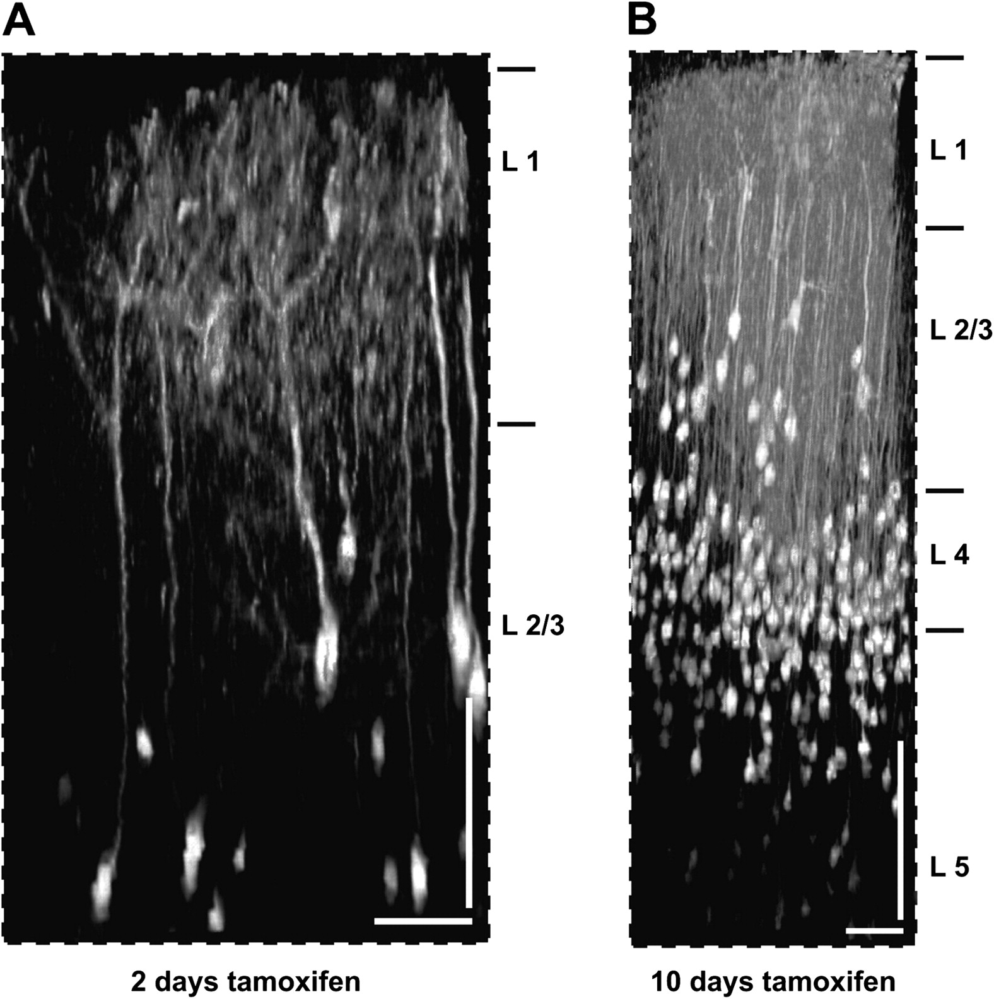 A
B
L 1
L 2/3
L 1
L 2/3
L 4
L 5
2 days tamoxifen
10 days tamoxifen